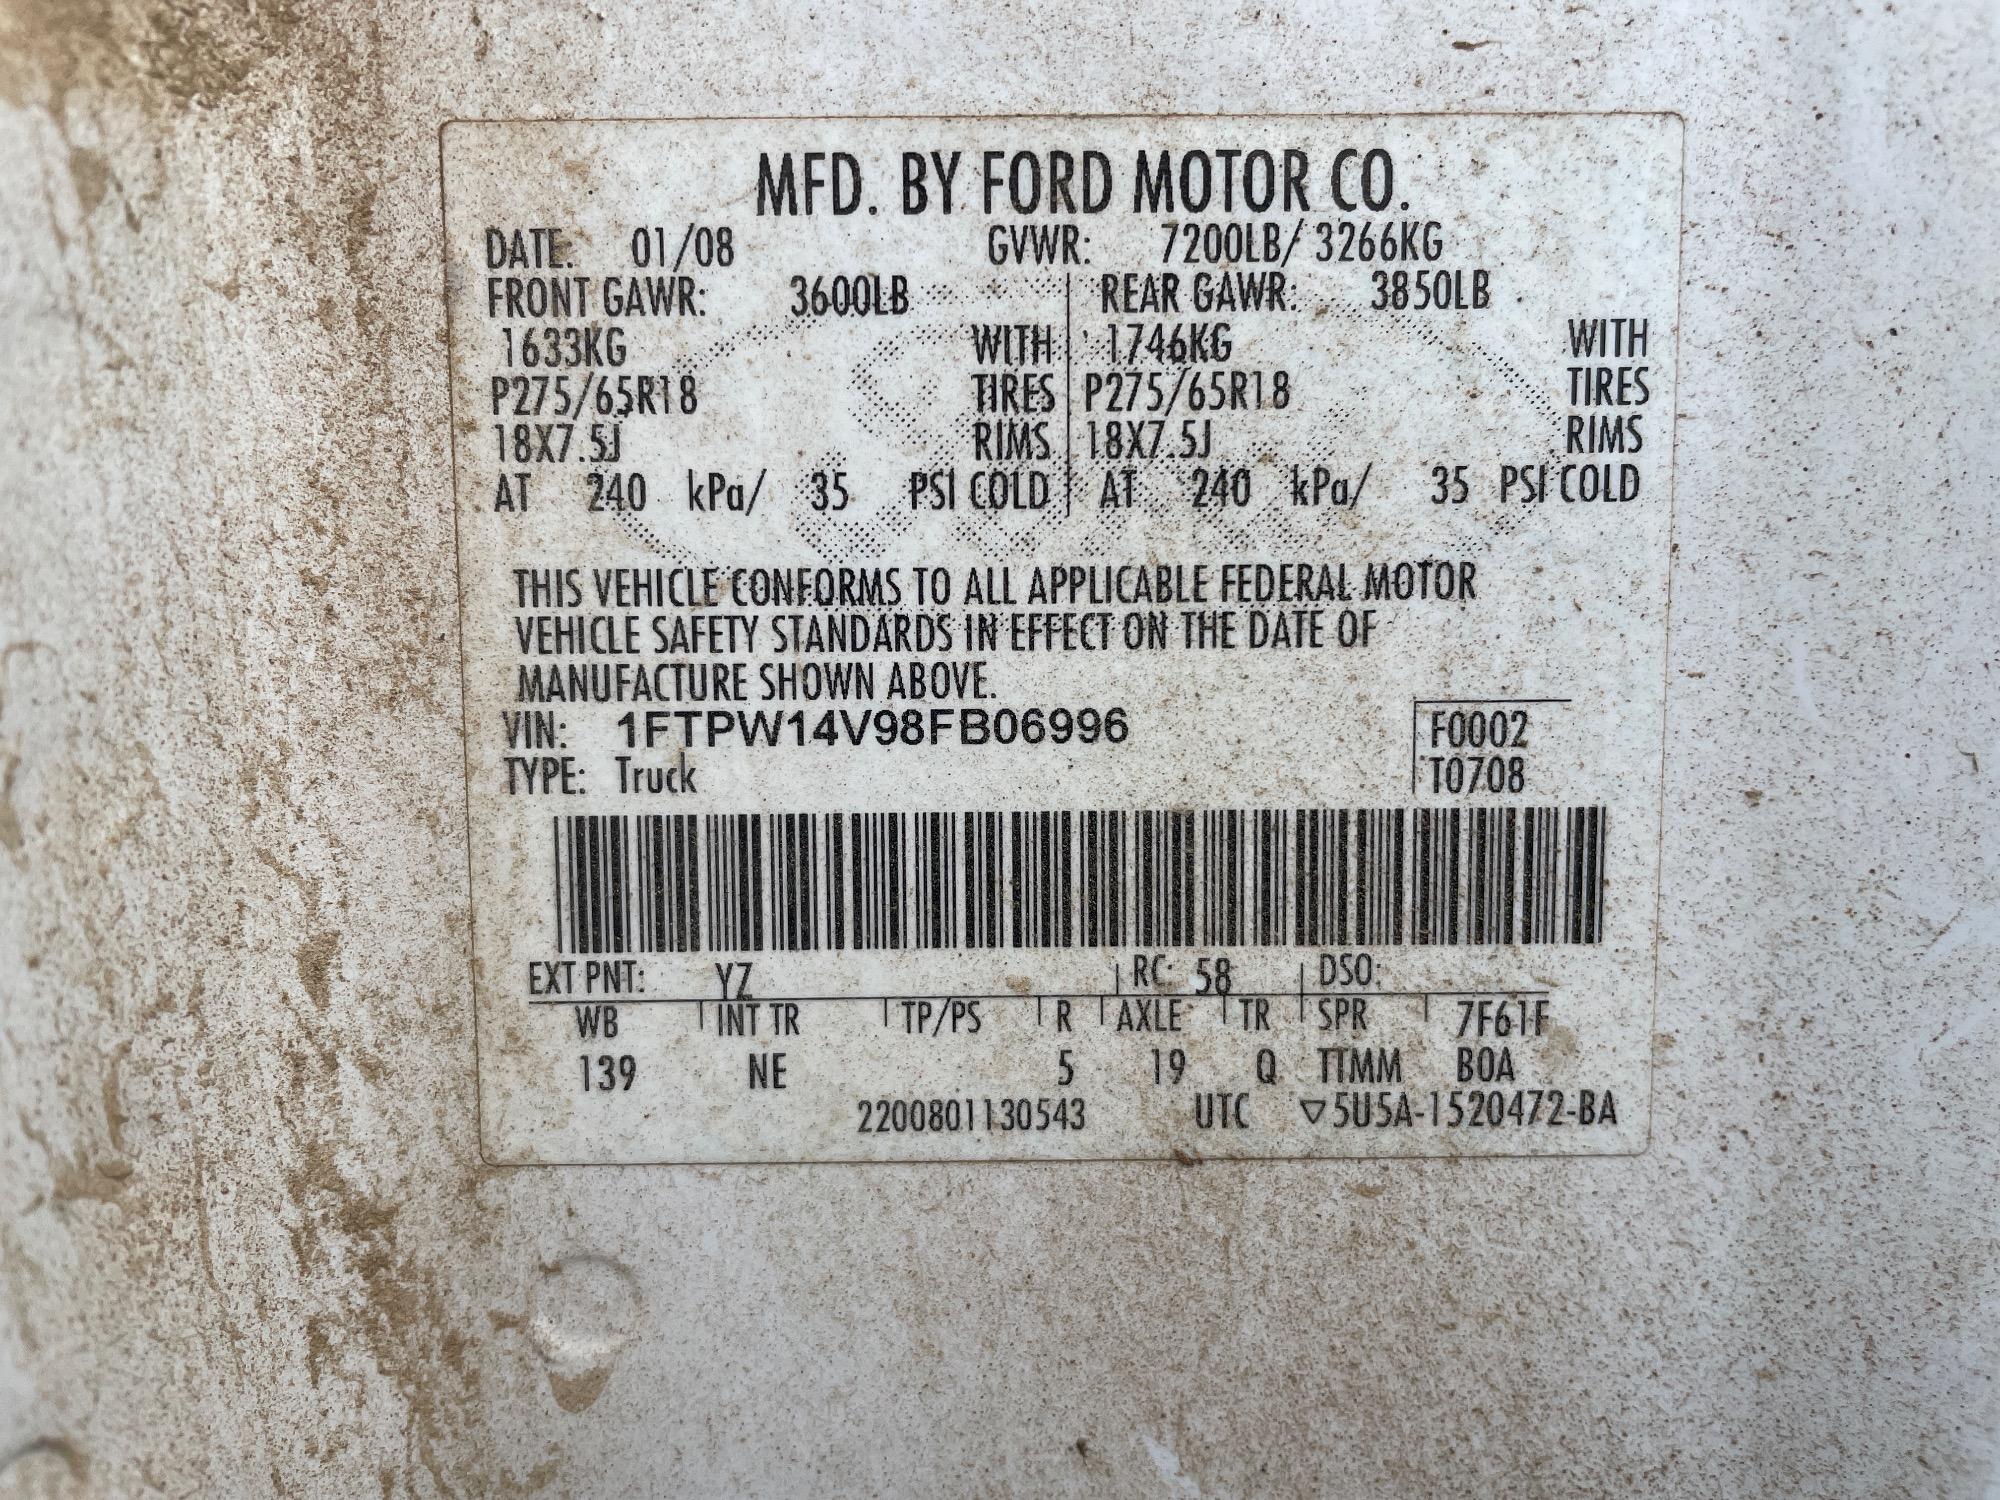 MFD. BY FORD MOTOR CO.
DATE: 01/08 GVWR: 7200LB/ 3266KG
FRONT GAWR: 3600LB REAR GAWR: 3850LB
1633KG WITH 1746KG WITH
P275/65R18 TIRES P275/65R18 TIRES
18X7.5J RIMS 18X7.5J RIMS
AT 240 kPa/ 35 PSI COLD AT 240 kPa/ 35 PSI COLD
THIS VEHICLE CONFORMS TO ALL APPLICABLE FEDERAL MOTOR
VEHICLE SAFETY STANDARDS IN EFFECT ON THE DATE OF
MANUFACTURE SHOWN ABOVE.
VIN: 1FTPW14V98FB06996 F0002
TYPE: Truck T0708
EXT PNT: YZ RC: 58 DSO:
WB INT TR TP/PS R AXLE TR SPR 7F61F
139 NE 5 19 Q TTMM BOA
2200801130543 UTC ▽5U5A-1520472-BA